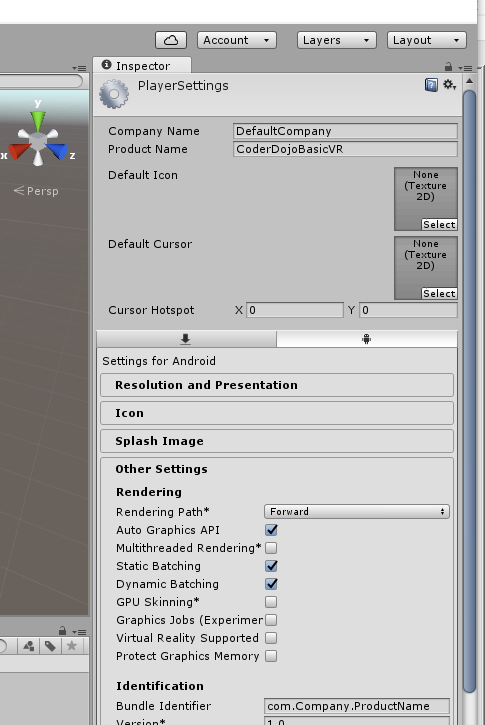 Account Layers Layout
Inspector
PlayerSettings
y
x z
Persp
Company Name DefaultCompany
Product Name CoderDojoBasicVR
Default Icon None
(Texture
2D)
Select
Default Cursor None
(Texture
2D)
Select
Cursor Hotspot X 0 Y 0
Settings for Android
Resolution and Presentation
Icon
Splash Image
Other Settings
Rendering
Rendering Path* Forward
Auto Graphics API
Multithreaded Rendering*
Static Batching
Dynamic Batching
GPU Skinning*
Graphics Jobs (Experimer
Virtual Reality Supported
Protect Graphics Memory
Identification
Bundle Identifier com.Company.ProductName
Version* 1.0